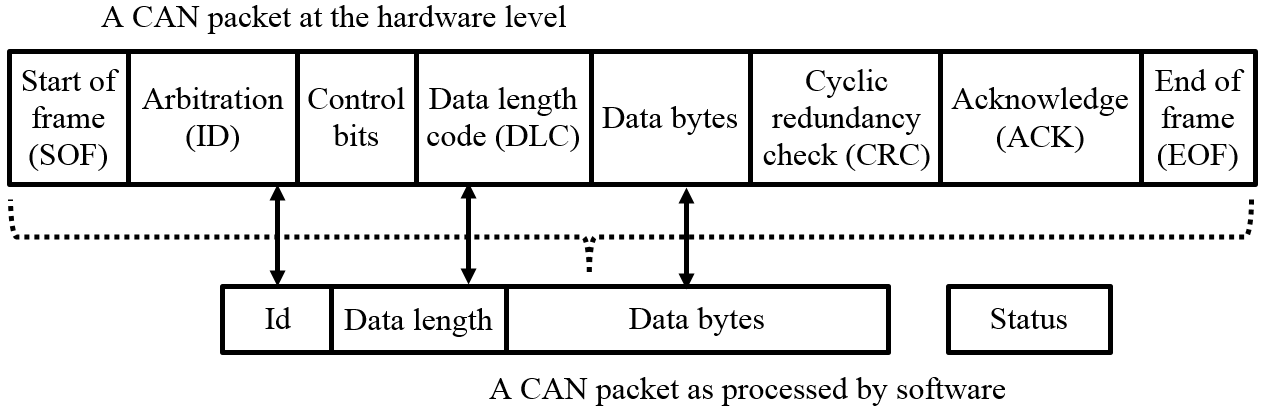 A CAN packet at the hardware level
Start of
frame
(SOF)
Arbitration
(ID)
Control
bits
Data length
code (DLC)
Data bytes
Cyclic
redundancy
check (CRC)
Acknowledge
(ACK)
End of
frame
(EOF)
Id
Data length
Data bytes
Status
A CAN packet as processed by software